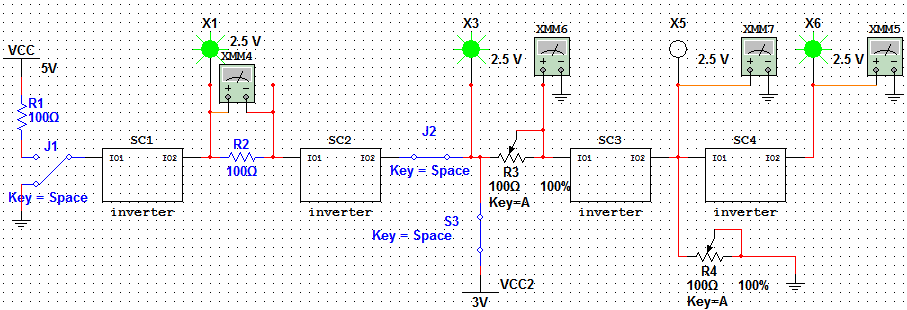 X1
X3
X5
X6
2.5 V
XMM4
2.5 V
XMM6
2.5 V
XMM7
2.5 V
XMM5
VCC
5V
R1
100Ω
J1
Key = Space
SC1
IO1 IO2
inverter
R2
100Ω
SC2
IO1 IO2
inverter
J2
Key = Space
R3
100Ω
100%
Key=A
S3
Key = Space
VCC2
3V
SC3
IO1 IO2
inverter
SC4
IO1 IO2
inverter
R4
100Ω
100%
Key=A